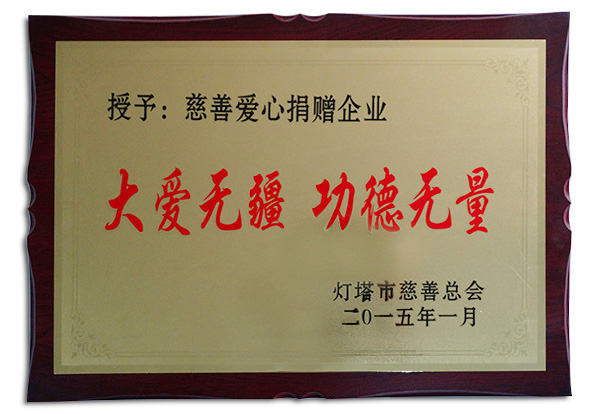 授予：慈善爱心捐赠企业
大爱无疆 功德无量
灯塔市慈善总会
二〇一五年一月